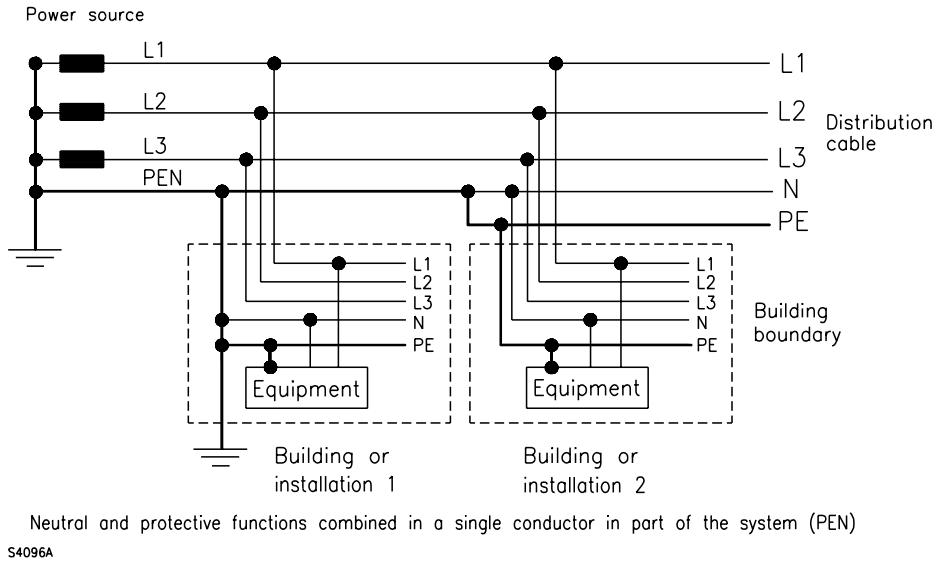 Power source
L1
L1
L2
L2
Distribution
cable
L3
L3
PEN
N
PE
L1
L2
L3
N
PE
Equipment
L1
L2
L3
N
PE
Equipment
Building
boundary
Building or
installation 1
Building or
installation 2
Neutral and protective functions combined in a single conductor in part of the system (PEN)
S4096A